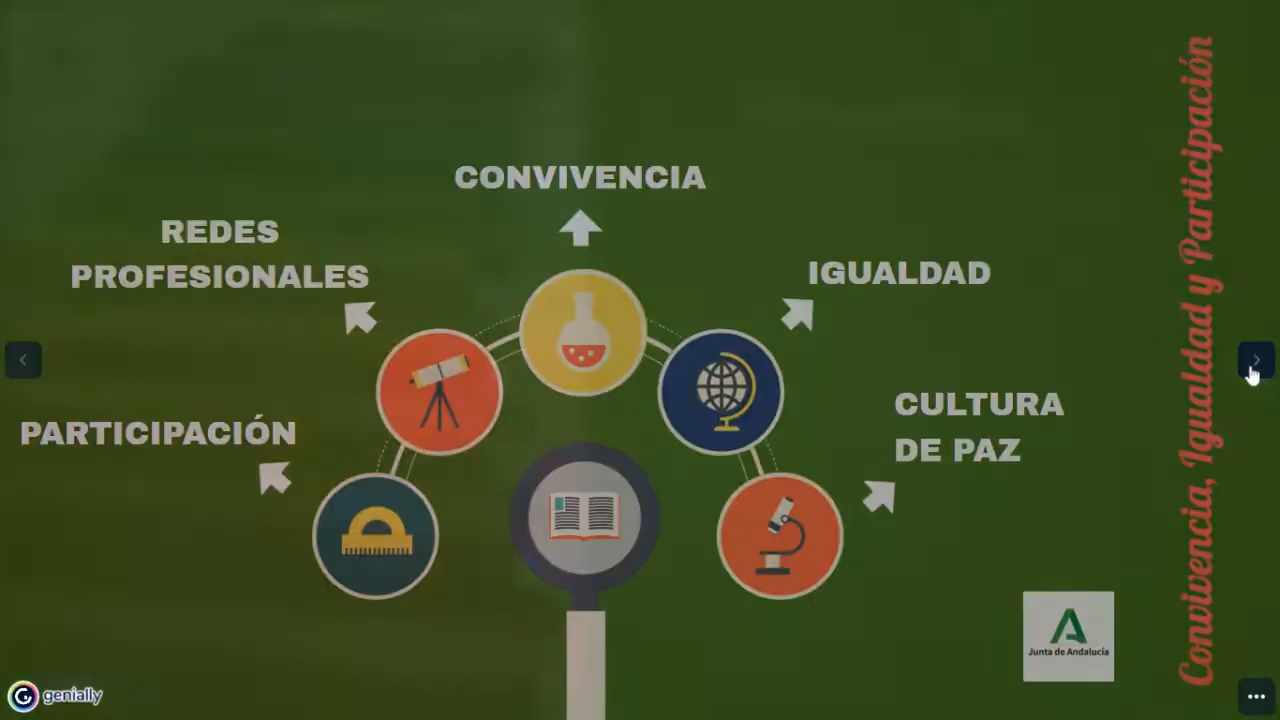 CONVIVENCIA
REDES
PROFESIONALES
IGUALDAD
PARTICIPACIÓN
CULTURA
DE PAZ
Convivencia, Igualdad y Participación
Junta de Andalucía
genially